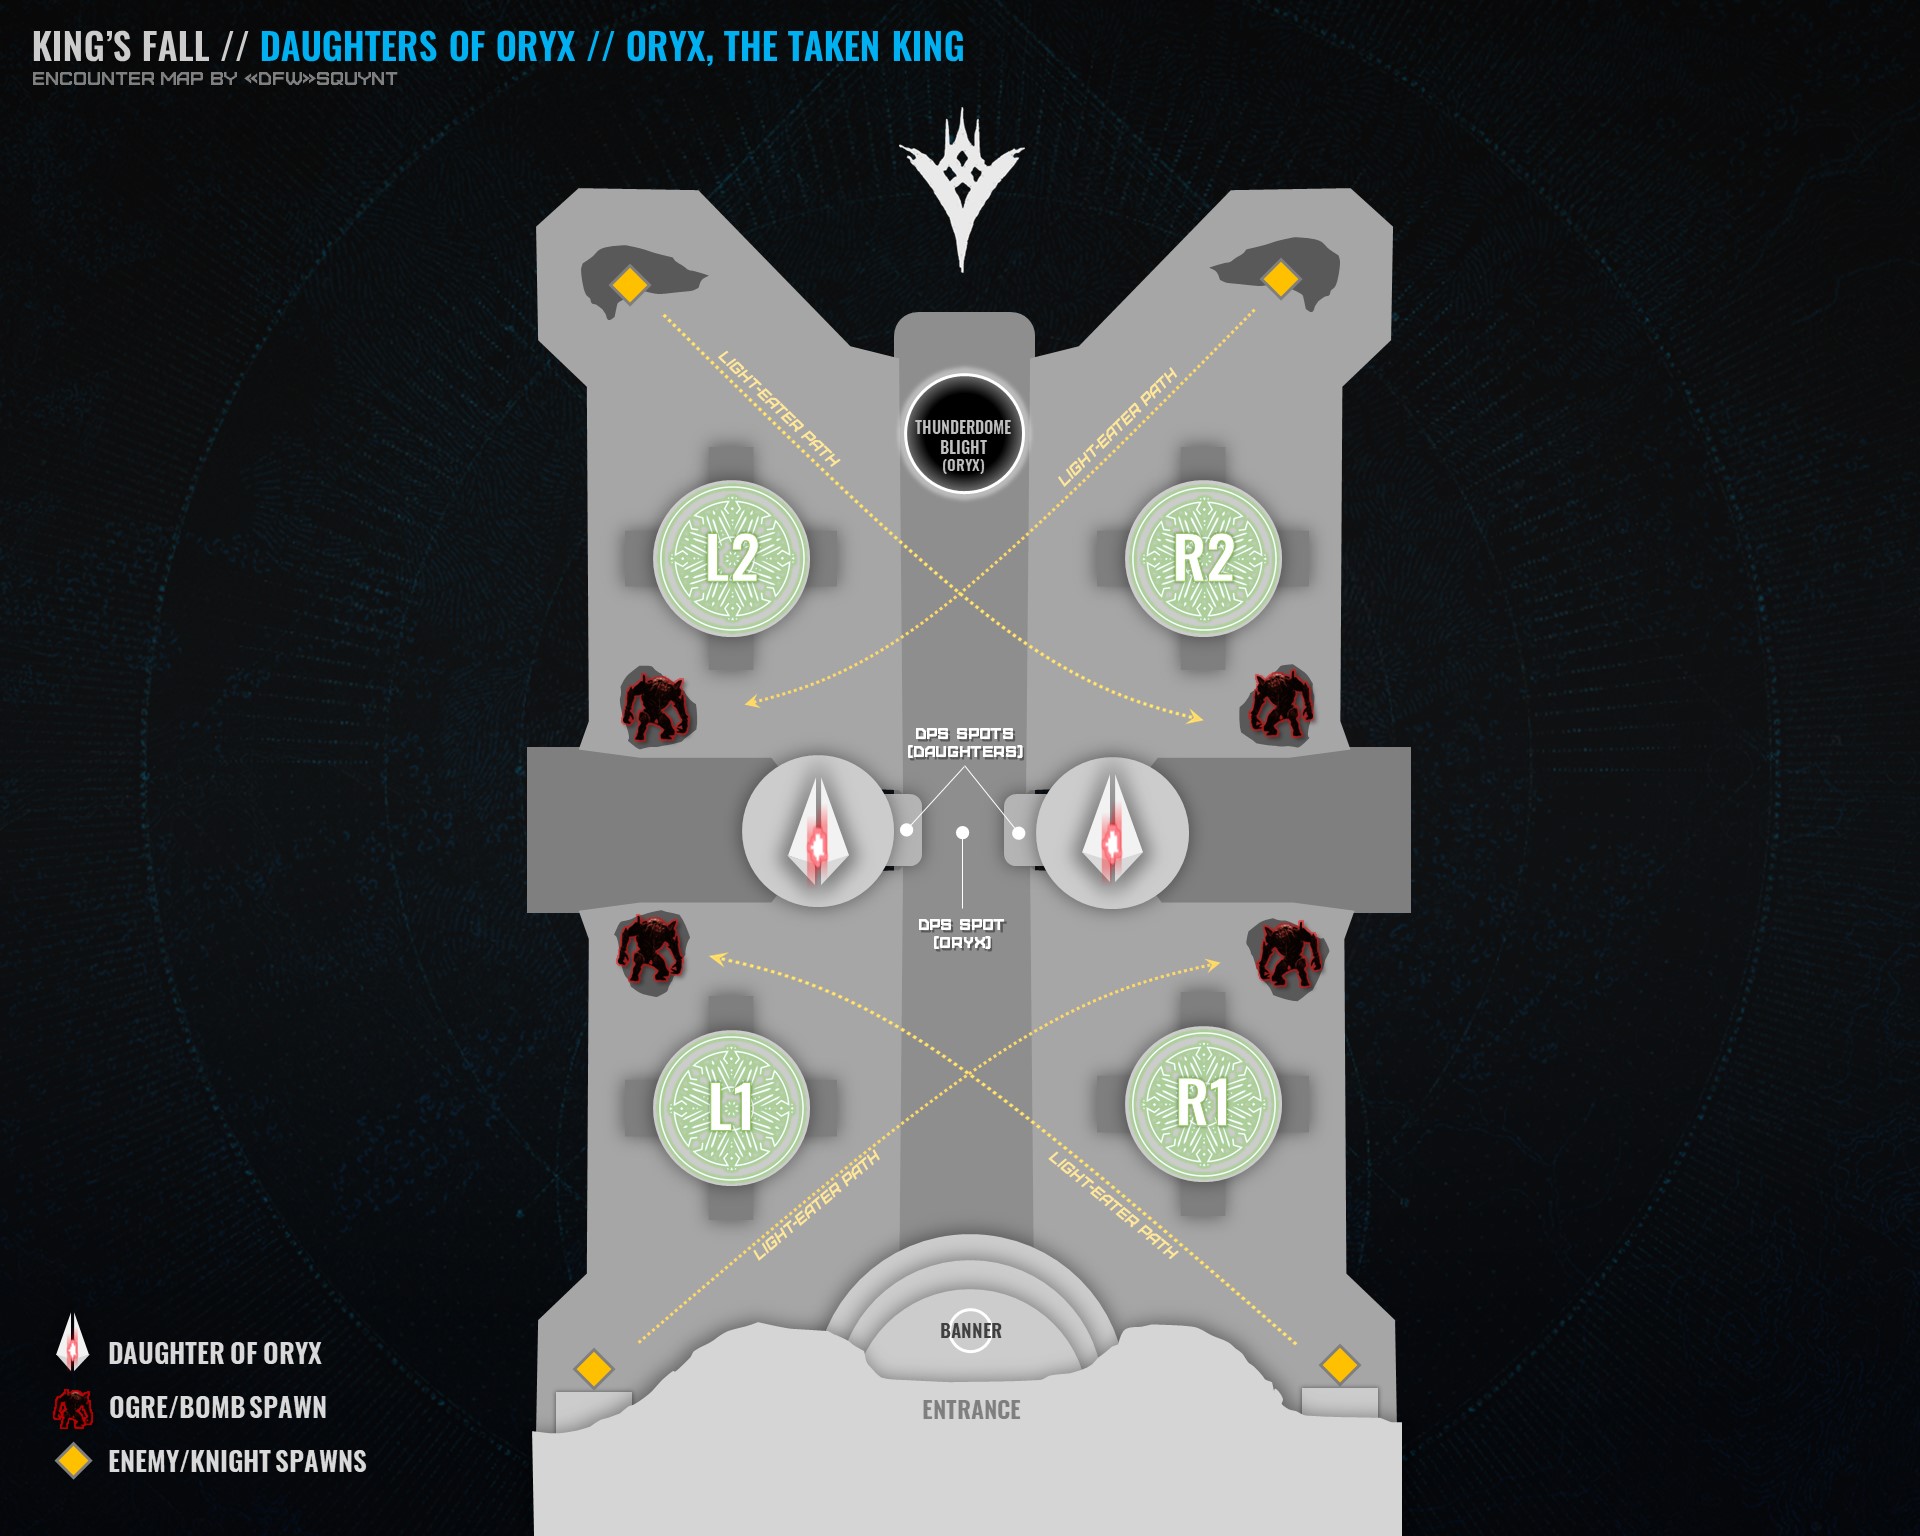 KING'S FALL // DAUGHTERS OF ORYX // ORYX, THE TAKEN KING
ENCOUNTER MAP BY «DFW»SQUYNT
LIGHT-EATER PATH
LIGHT-EATER PATH
THUNDERDOME
BLIGHT
(ORYX)
L2
R2
DPS SPOTS
[DAUGHTERS]
DPS SPOT
[ORYX]
L1
R1
LIGHT-EATER PATH
LIGHT-EATER PATH
BANNER
ENTRANCE
DAUGHTER OF ORYX
OGRE/BOMB SPAWN
ENEMY/KNIGHT SPAWNS